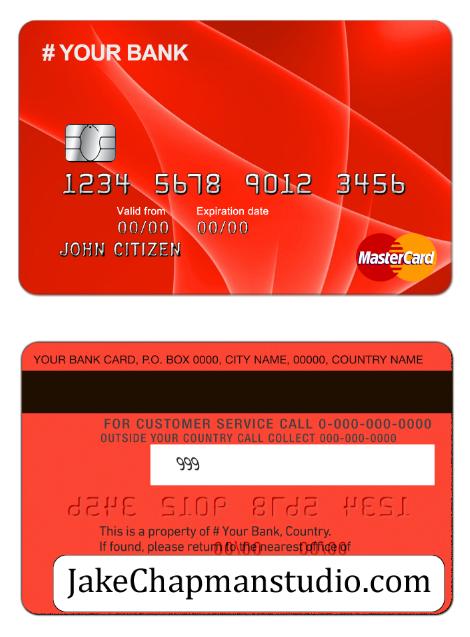 # YOUR BANK
1234 5678 9012 3456
Valid from Expiration date
00/00 00/00
JOHN CITIZEN
MasterCard
YOUR BANK CARD, P.O. BOX 0000, CITY NAME, 00000, COUNTRY NAME
FOR CUSTOMER SERVICE CALL 0-000-000-0000
OUTSIDE YOUR COUNTRY CALL COLLECT 000-000-0000
999
This is a property of # Your Bank, Country.
If found, please return to the nearest office of
JakeChapmanstudio.com